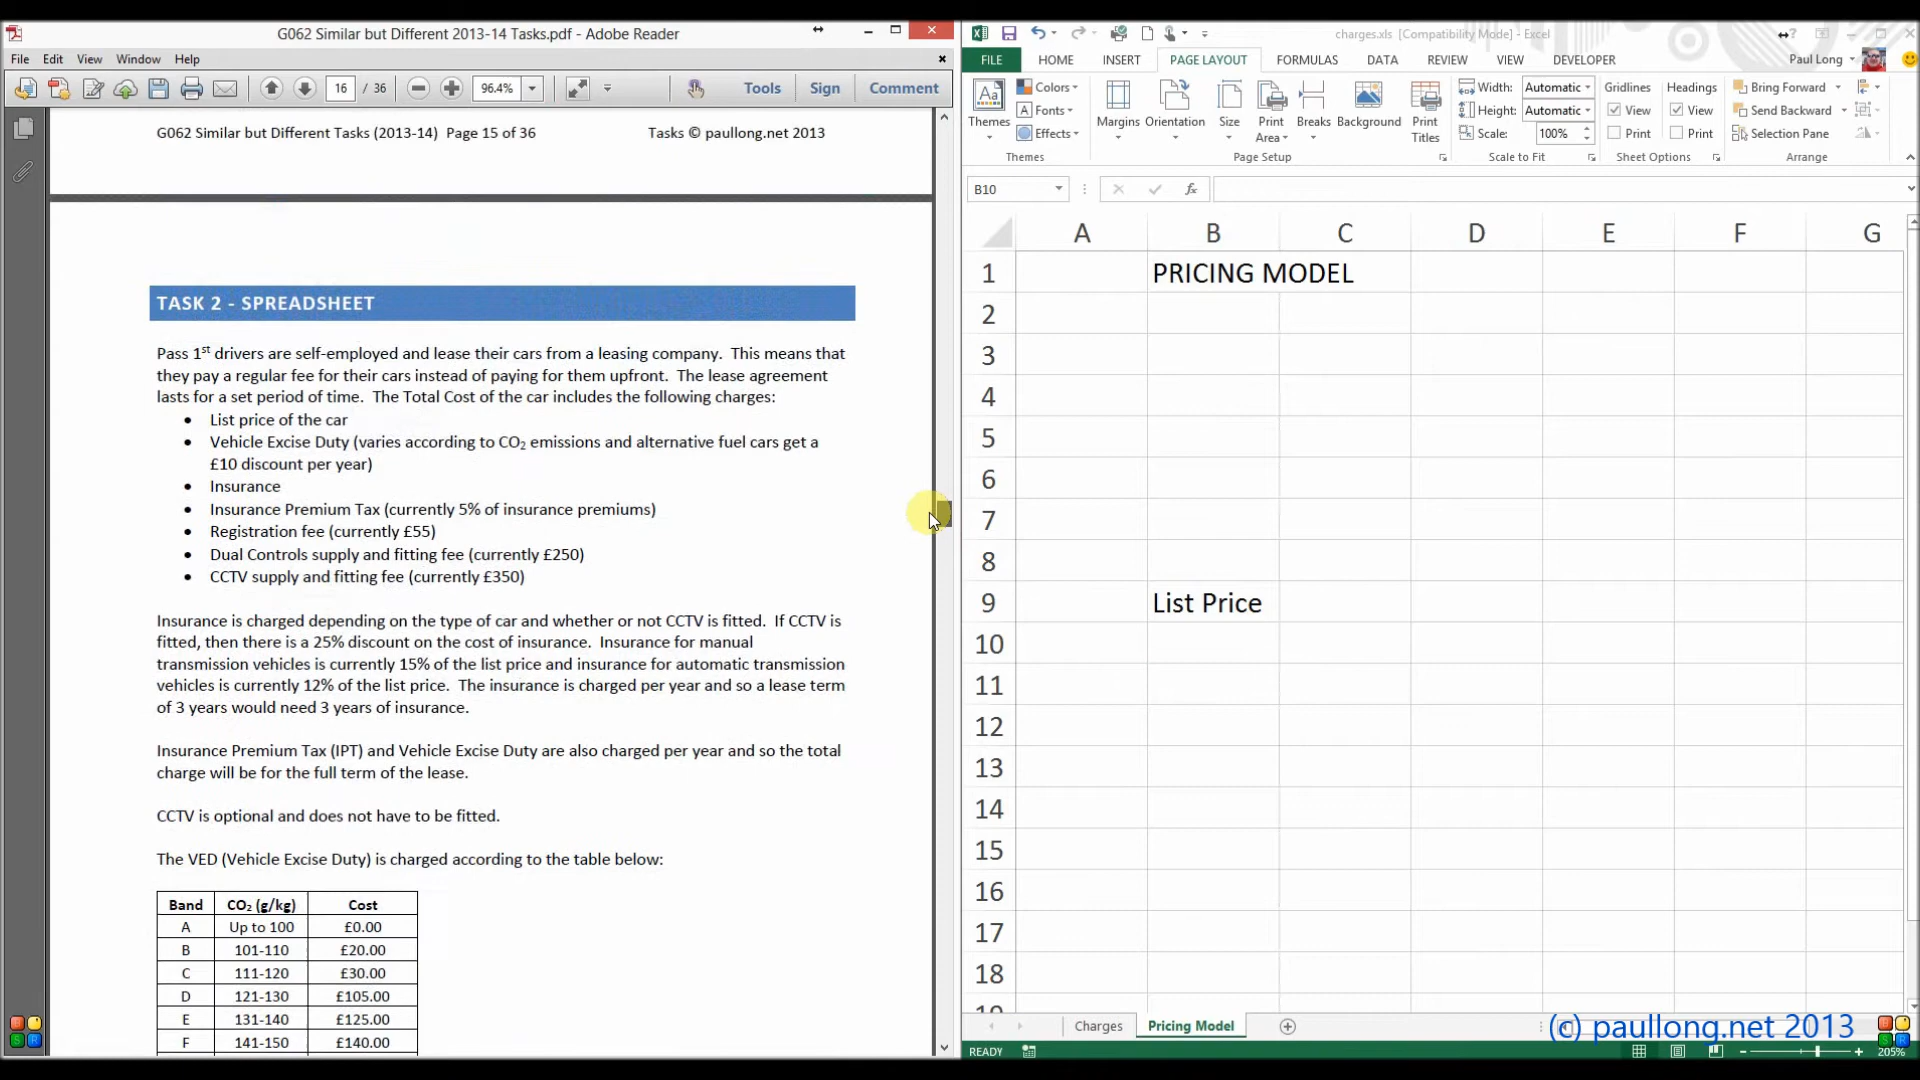 G062 Similar but Different 2013-14 Tasks.pdf - Adobe Reader
File Edit View Window Help
16 / 36 96.4% Tools Sign Comment
G062 Similar but Different Tasks (2013-14) Page 15 of 36 Tasks © paullong.net 2013
TASK 2 - SPREADSHEET
Pass 1st drivers are self-employed and lease their cars from a leasing company. This means that
they pay a regular fee for their cars instead of paying for them upfront. The lease agreement
lasts for a set period of time. The Total Cost of the car includes the following charges:
• List price of the car
• Vehicle Excise Duty (varies according to CO2 emissions and alternative fuel cars get a
£10 discount per year)
• Insurance
• Insurance Premium Tax (currently 5% of insurance premiums)
• Registration fee (currently £55)
• Dual Controls supply and fitting fee (currently £250)
• CCTV supply and fitting fee (currently £350)
Insurance is charged depending on the type of car and whether or not CCTV is fitted. If CCTV is
fitted, then there is a 25% discount on the cost of insurance. Insurance for manual
transmission vehicles is currently 15% of the list price and insurance for automatic transmission
vehicles is currently 12% of the list price. The insurance is charged per year and so a lease term
of 3 years would need 3 years of insurance.
Insurance Premium Tax (IPT) and Vehicle Excise Duty are also charged per year and so the total
charge will be for the full term of the lease.
CCTV is optional and does not have to be fitted.
The VED (Vehicle Excise Duty) is charged according to the table below:
Band CO2 (g/kg) Cost
A Up to 100 £0.00
B 101-110 £20.00
C 111-120 £30.00
D 121-130 £105.00
E 131-140 £125.00
F 141-150 £140.00
charges.xls [Compatibility Mode] - Excel
FILE HOME INSERT PAGE LAYOUT FORMULAS DATA REVIEW VIEW DEVELOPER Paul Long
Themes Colors Fonts Effects
Margins Orientation Size Print Area Breaks Background Print Titles
Width: Automatic
Height: Automatic
Scale: 100%
Gridlines View Print
Headings View Print
Bring Forward
Send Backward
Selection Pane
Themes Page Setup Scale to Fit Sheet Options Arrange
B10 fx
A B C D E F G
1 PRICING MODEL
2
3
4
5
6
7
8
9 List Price
10
11
12
13
14
15
16
17
18
Charges Pricing Model
(c) paullong.net 2013
READY 205%